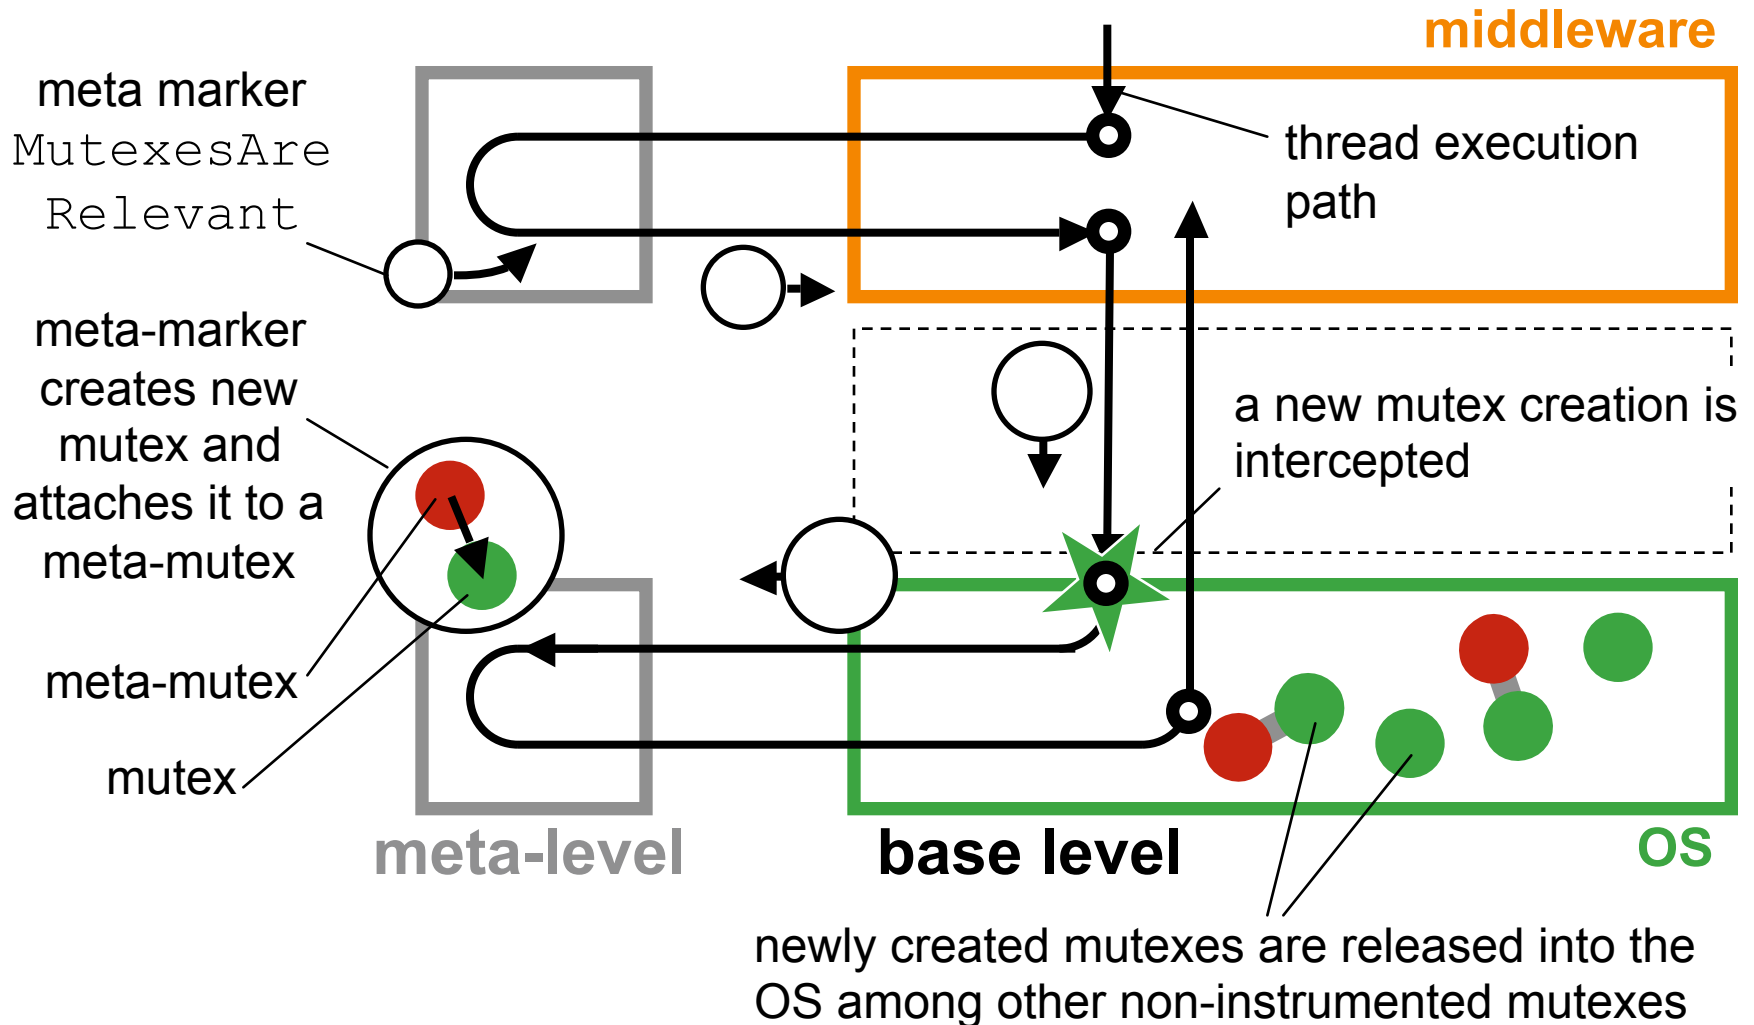 middleware
meta marker
MutexesAre
Relevant
thread execution
path
meta-marker
creates new
mutex and
attaches it to a
meta-mutex
a new mutex creation is
intercepted
meta-mutex
mutex
meta-level
base level
OS
newly created mutexes are released into the
OS among other non-instrumented mutexes